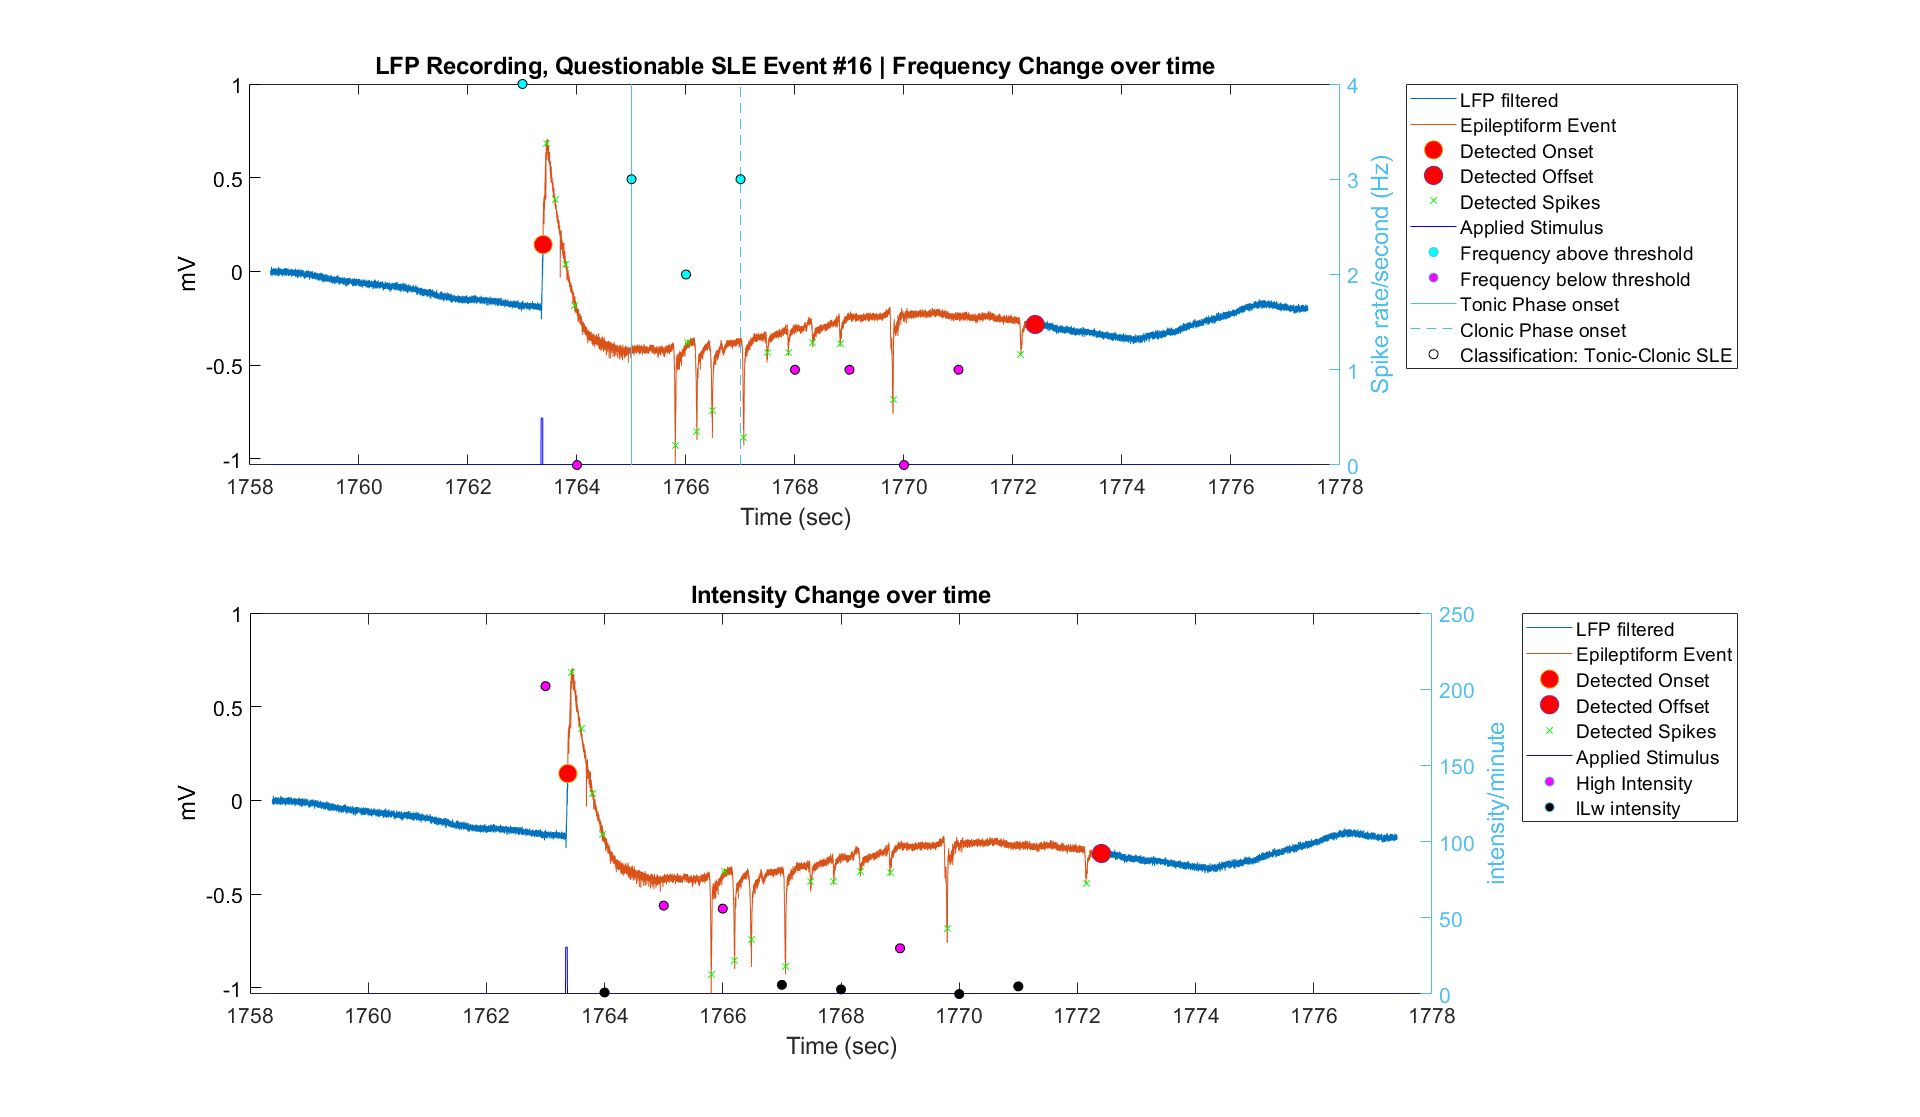 LFP Recording, Questionable SLE Event #16 | Frequency Change over time
1
0.5
0
-0.5
-1
mV
4
3
2
1
0
Spike rate/second (Hz)
1758 1760 1762 1764 1766 1768 1770 1772 1774 1776 1778
Time (sec)
LFP filtered
Epileptiform Event
Detected Onset
Detected Offset
Detected Spikes
Applied Stimulus
Frequency above threshold
Frequency below threshold
Tonic Phase onset
Clonic Phase onset
Classification: Tonic-Clonic SLE
Intensity Change over time
1
0.5
0
-0.5
-1
mV
250
200
150
100
50
0
intensity/minute
1758 1760 1762 1764 1766 1768 1770 1772 1774 1776 1778
Time (sec)
LFP filtered
Epileptiform Event
Detected Onset
Detected Offset
Detected Spikes
Applied Stimulus
High Intensity
lLw intensity